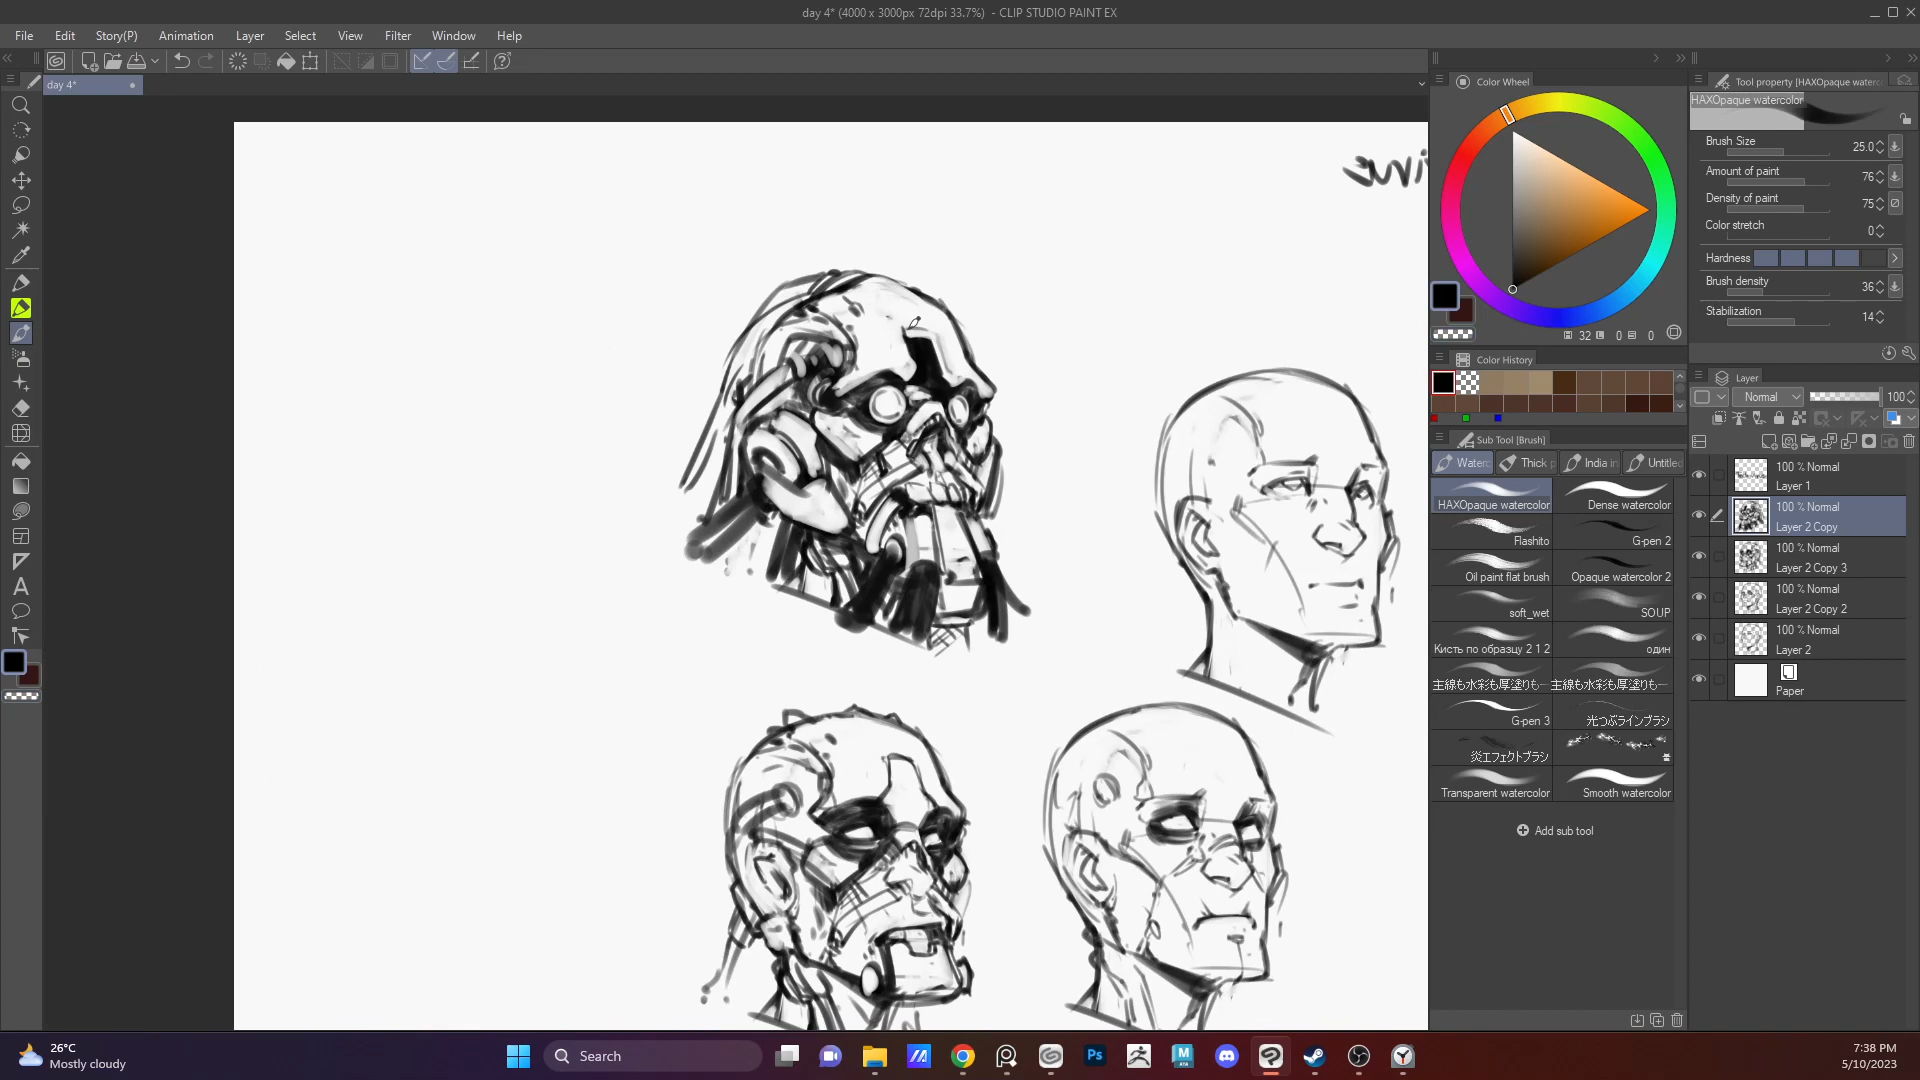 day 4* (4000 x 3000px 72dpi 33.7%) - CLIP STUDIO PAINT EX
File Edit Story(P) Animation Layer Select View Filter Window Help
day 4*
Color Wheel
32 0 0
Color History
Sub Tool [Brush]
Waterc Thick p India in Untitled
HAXOpaque watercolor Dense watercolor
Flashito G-pen 2
Oil paint flat brush Opaque watercolor 2
soft_wet SOUP
Кисть по образцу 2 1 2 один
主線も水彩も厚塗りも一 主線も水彩も厚塗りも一
G-pen 3 光つぶラインブラシ
炎エフェクトブラシ
Transparent watercolor Smooth watercolor
Add sub tool
Tool property [HAXOpaque waterc
HAXOpaque watercolor
Brush Size 25.0
Amount of paint 76
Density of paint 75
Color stretch 0
Hardness
Brush density 36
Stabilization 14
Layer
Normal 100
100 % Normal
Layer 1
100 % Normal
Layer 2 Copy
100 % Normal
Layer 2 Copy 3
100 % Normal
Layer 2 Copy 2
100 % Normal
Layer 2
Paper
26°C
Mostly cloudy
Search
Ps
M
7:38 PM
5/10/2023